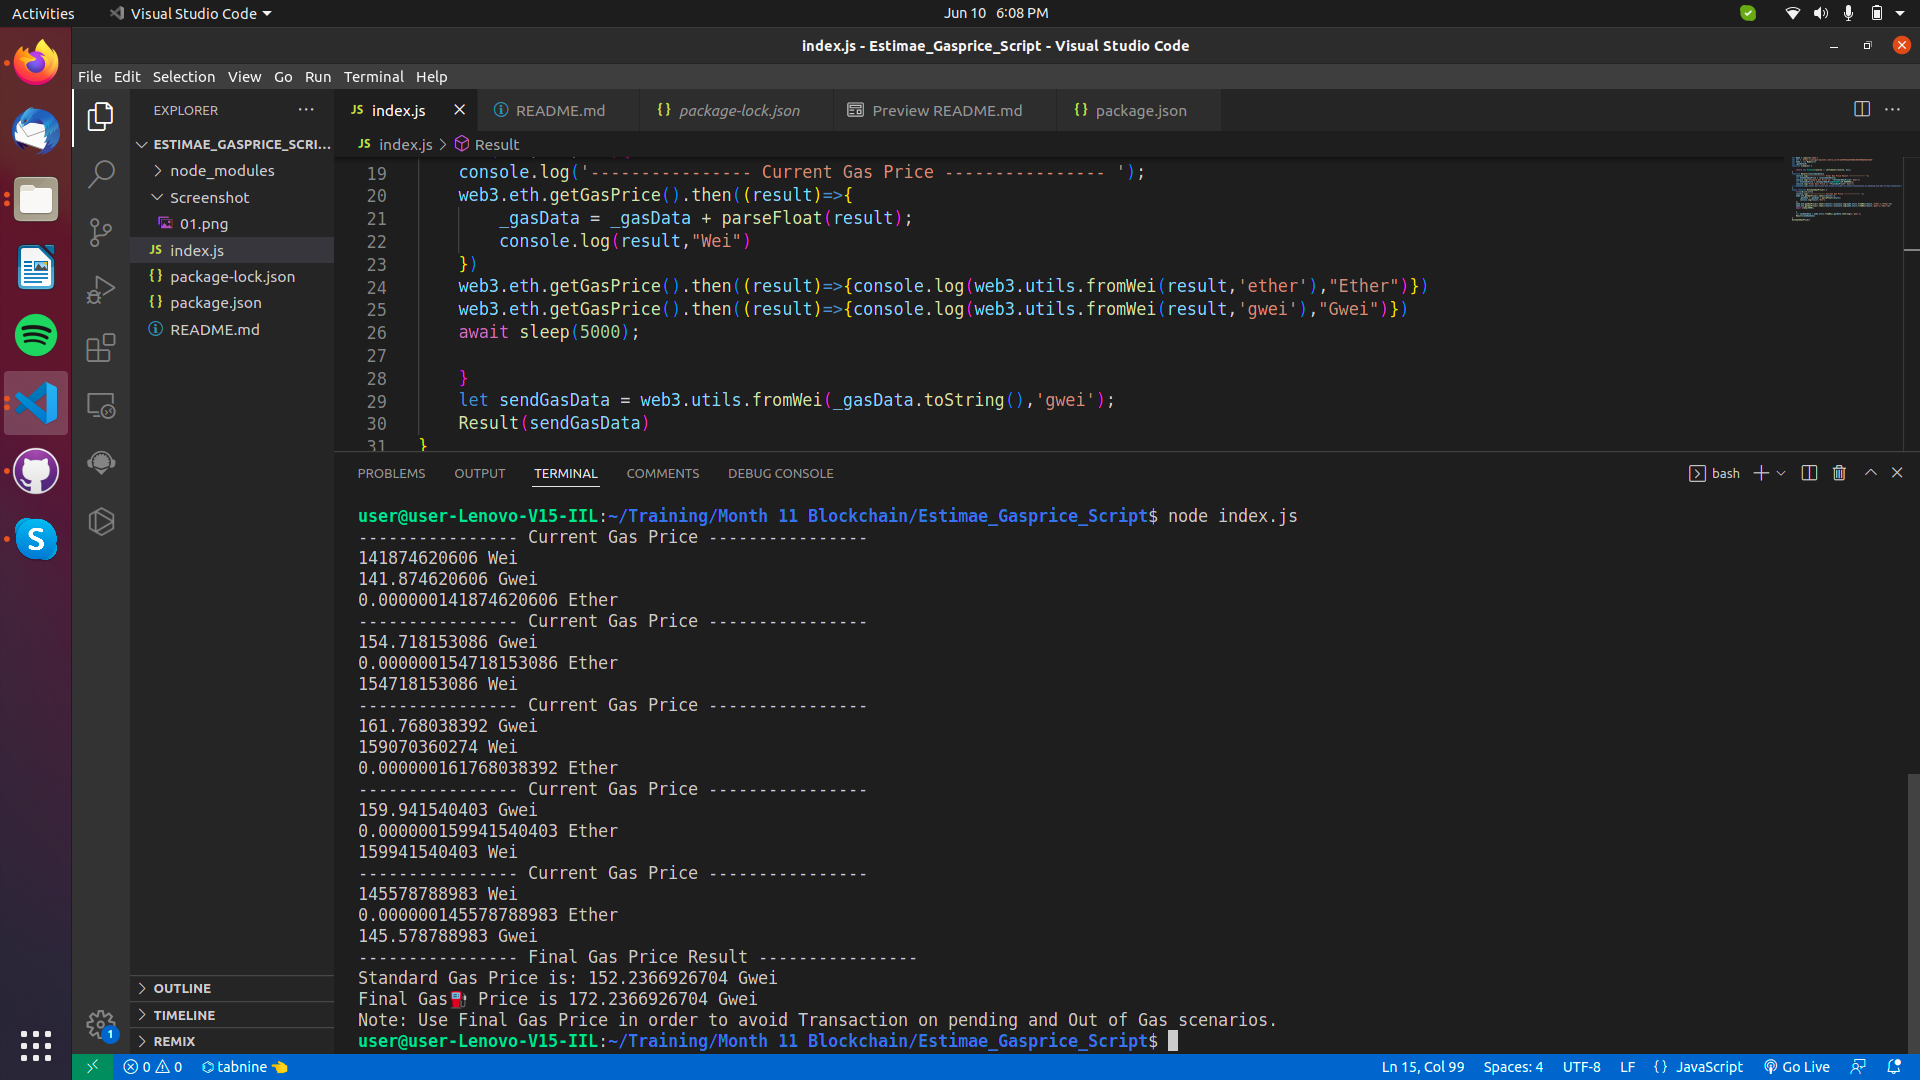 Activities
Visual Studio Code
Jun 10 6:08 PM
index.js - Estimae_Gasprice_Script - Visual Studio Code
File Edit Selection View Go Run Terminal Help
EXPLORER
JS index.js
README.md
{} package-lock.json
Preview README.md
{} package.json
ESTIMAE_GASPRICE_SCRI...
node_modules
Screenshot
01.png
JS index.js
{} package-lock.json
{} package.json
README.md
JS index.js > Result
19 console.log('---------------- Current Gas Price ---------------- ');
20 web3.eth.getGasPrice().then((result)=>{
21 _gasData = _gasData + parseFloat(result);
22 console.log(result,"Wei")
23 })
24 web3.eth.getGasPrice().then((result)=>{console.log(web3.utils.fromWei(result,'ether'),"Ether")})
25 web3.eth.getGasPrice().then((result)=>{console.log(web3.utils.fromWei(result,'gwei'),"Gwei")})
26 await sleep(5000);
27
28 }
29 let sendGasData = web3.utils.fromWei(_gasData.toString(),'gwei');
30 Result(sendGasData)
31 }
PROBLEMS OUTPUT TERMINAL COMMENTS DEBUG CONSOLE
bash
user@user-Lenovo-V15-IIL:~/Training/Month 11 Blockchain/Estimae_Gasprice_Script$ node index.js
---------------- Current Gas Price ----------------
141874620606 Wei
141.874620606 Gwei
0.000000141874620606 Ether
---------------- Current Gas Price ----------------
154.718153086 Gwei
0.000000154718153086 Ether
154718153086 Wei
---------------- Current Gas Price ----------------
161.768038392 Gwei
159070360274 Wei
0.000000161768038392 Ether
---------------- Current Gas Price ----------------
159.941540403 Gwei
0.000000159941540403 Ether
159941540403 Wei
---------------- Current Gas Price ----------------
145578788983 Wei
0.000000145578788983 Ether
145.578788983 Gwei
---------------- Final Gas Price Result ----------------
Standard Gas Price is: 152.2366926704 Gwei
Final Gas⛽ Price is 172.2366926704 Gwei
Note: Use Final Gas Price in order to avoid Transaction on pending and Out of Gas scenarios.
user@user-Lenovo-V15-IIL:~/Training/Month 11 Blockchain/Estimae_Gasprice_Script$
OUTLINE
TIMELINE
REMIX
1
0 0 tabnine 👈
Ln 15, Col 99 Spaces: 4 UTF-8 LF {} JavaScript Go Live